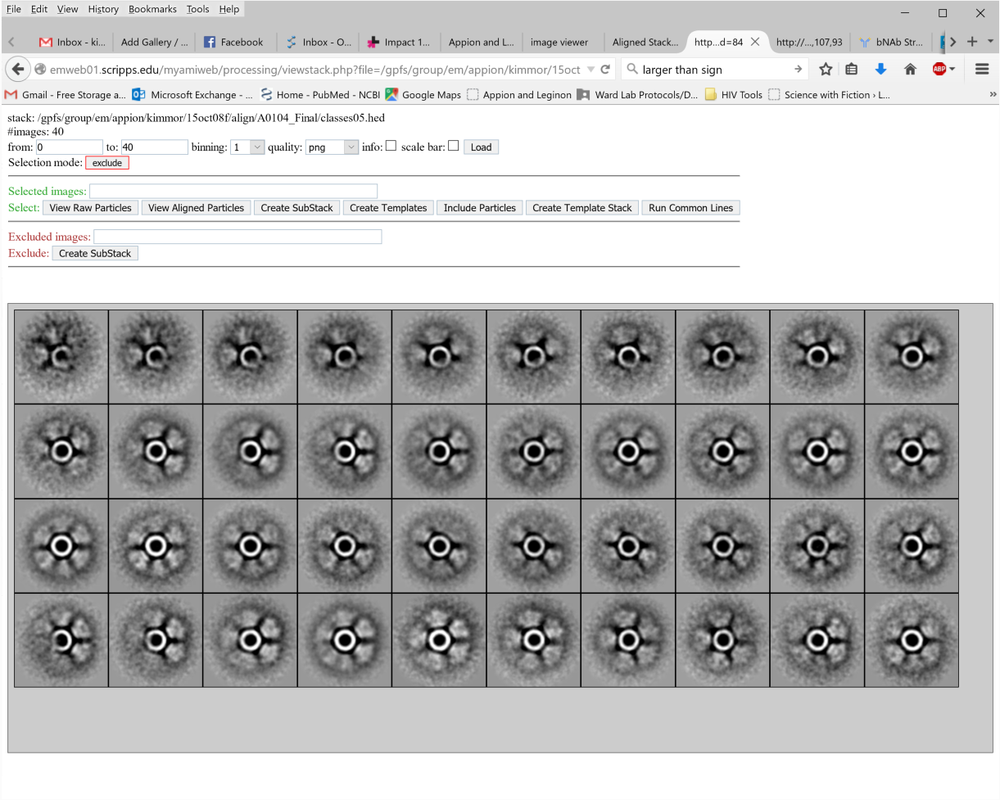 File Edit View History Bookmarks Tools Help
Inbox - ki... Add Gallery / ... Facebook Inbox - O... Impact 1... Appion and L... image viewer Aligned Stack... http...d=84 http://...,107,93 bNAb Str...
emweb01.scripps.edu/myamiweb/processing/viewstack.php?file=/gpfs/group/em/appion/kimmor/15oct larger than sign ABP
Gmail - Free Storage a... Microsoft Exchange - ... Home - PubMed - NCBI Google Maps Appion and Leginon Ward Lab Protocols/D... HIV Tools Science with Fiction › L...
stack: /gpfs/group/em/appion/kimmor/15oct08f/align/A0104_Final/classes05.hed
#images: 40
from: 0 to: 40 binning: 1 quality: png info: scale bar: Load
Selection mode: exclude
Selected images:
Select: View Raw Particles View Aligned Particles Create SubStack Create Templates Include Particles Create Template Stack Run Common Lines
Excluded images:
Exclude: Create SubStack